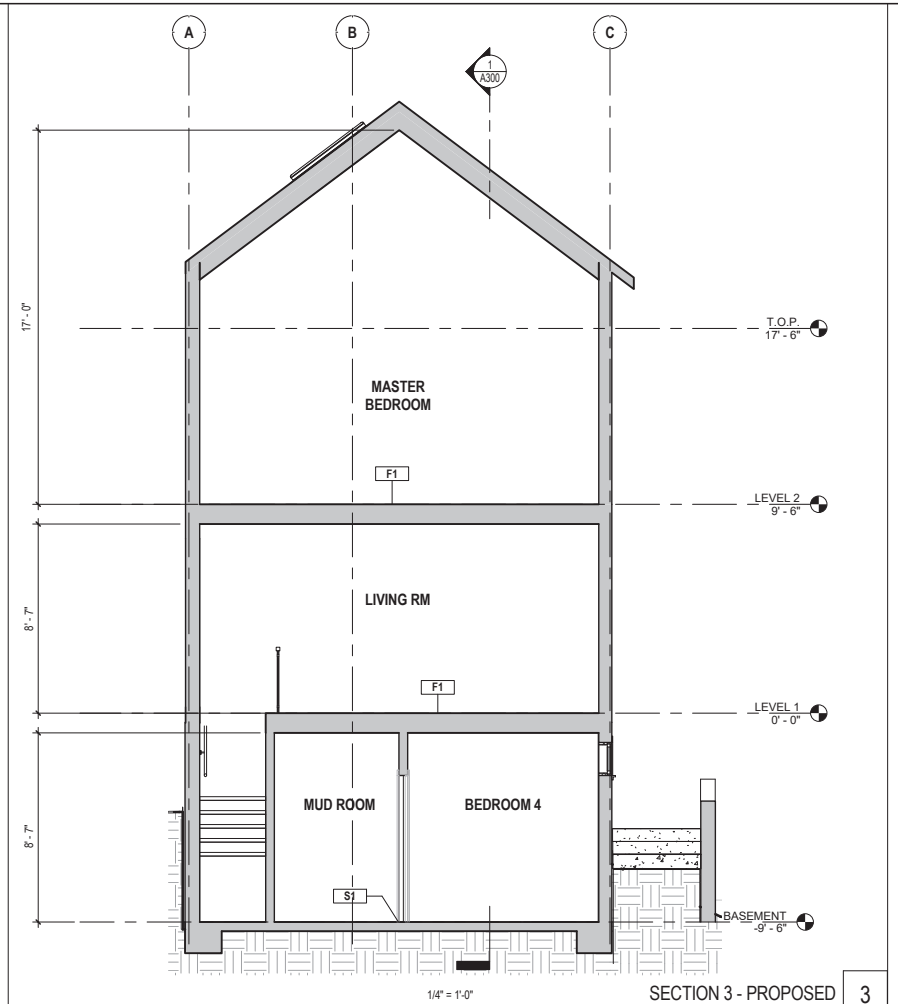 A
B
C
1
A300
17' - 0"
T.O.P.
17' - 6"
MASTER
BEDROOM
F1
LEVEL 2
9' - 6"
8' - 7"
LIVING RM
F1
LEVEL 1
0' - 0"
8' - 7"
MUD ROOM
BEDROOM 4
S1
BASEMENT
-9' - 6"
1/4" = 1'-0"
SECTION 3 - PROPOSED
3